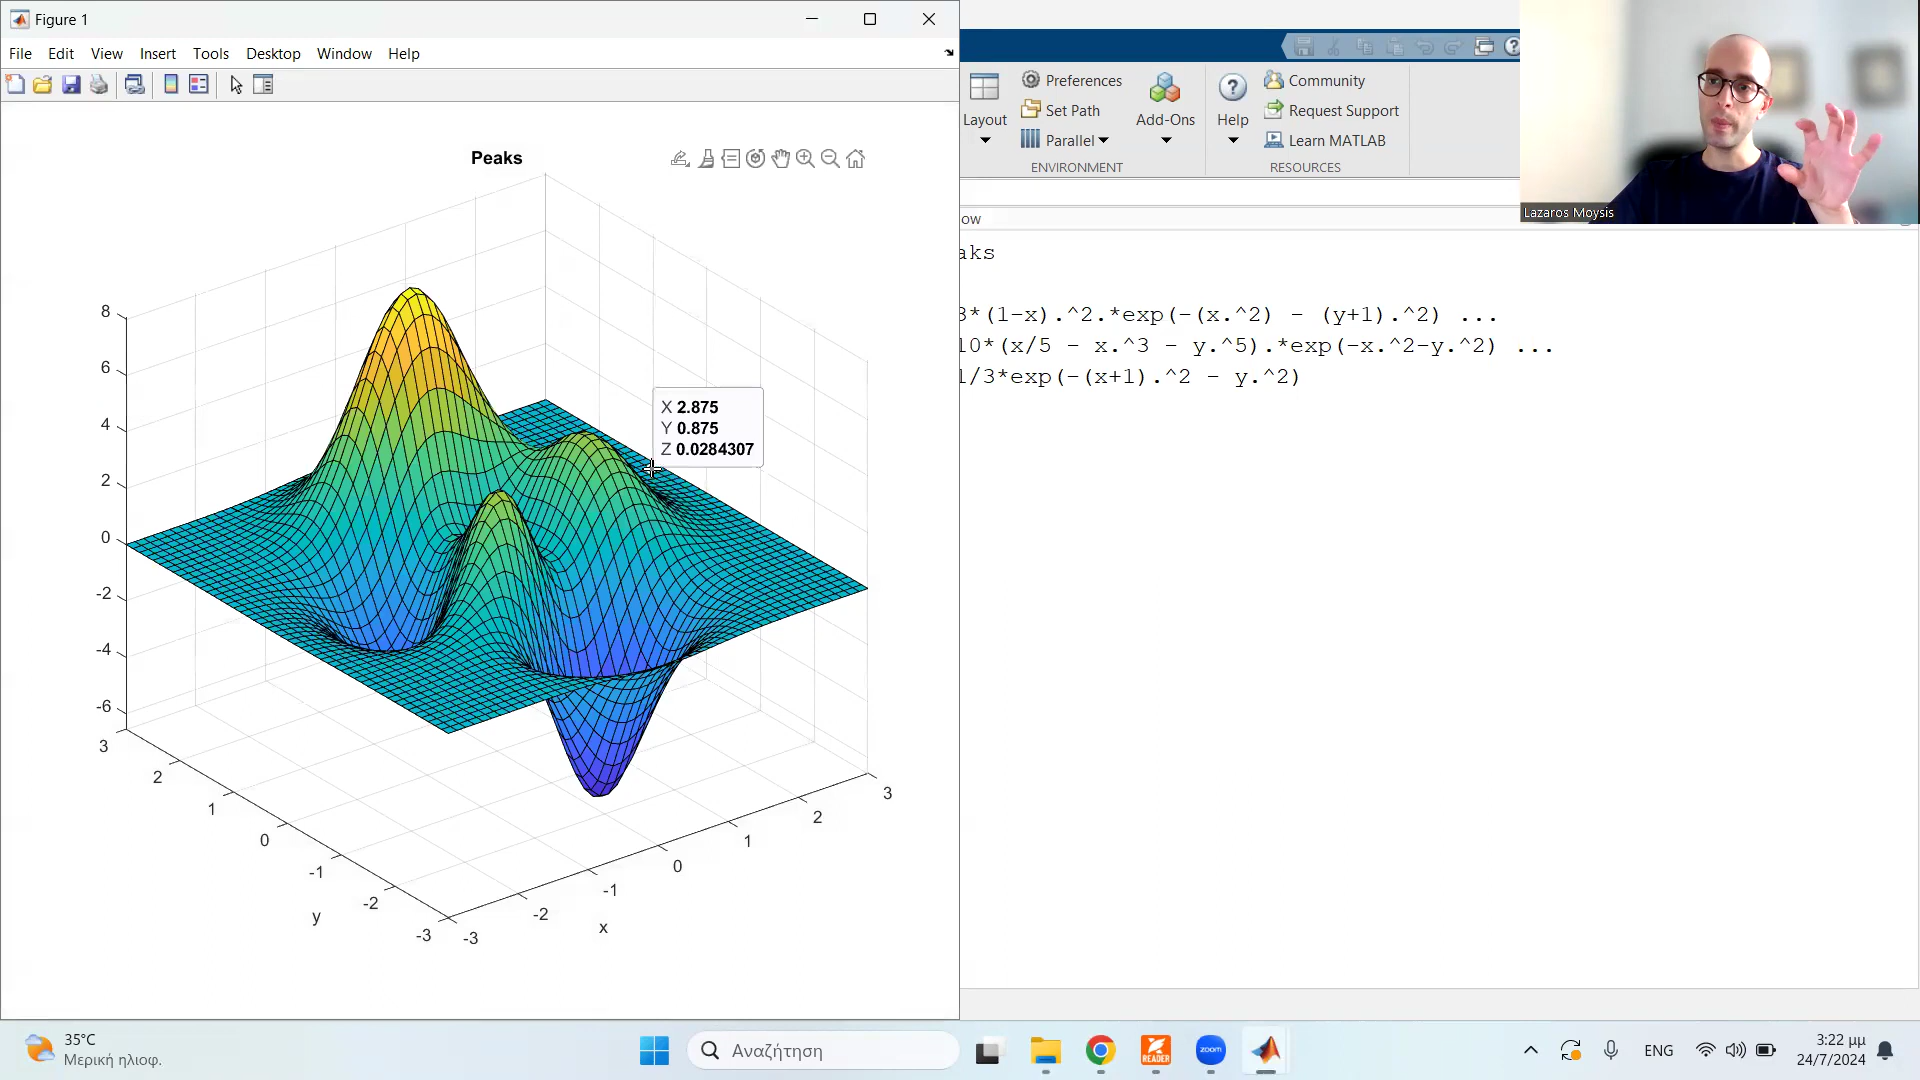 Figure 1
File Edit View Insert Tools Desktop Window Help
Peaks
8
6
4
2
0
-2
-4
-6
3
2
1
0
-1
-2
-3
y
-3
-2
-1
0
1
2
3
x
X 2.875
Y 0.875
Z 0.0284307
Layout
Preferences
Set Path
Parallel
Add-Ons
ENVIRONMENT
Help
Community
Request Support
Learn MATLAB
RESOURCES
Lazaros Moysis
ow
aks
3*(1-x).^2.*exp(-(x.^2) - (y+1).^2) ...
10*(x/5 - x.^3 - y.^5).*exp(-x.^2-y.^2) ...
1/3*exp(-(x+1).^2 - y.^2)
35°C
Μερική ηλιοφ.
Αναζήτηση
READER
zoom
ENG
3:22 μμ
24/7/2024